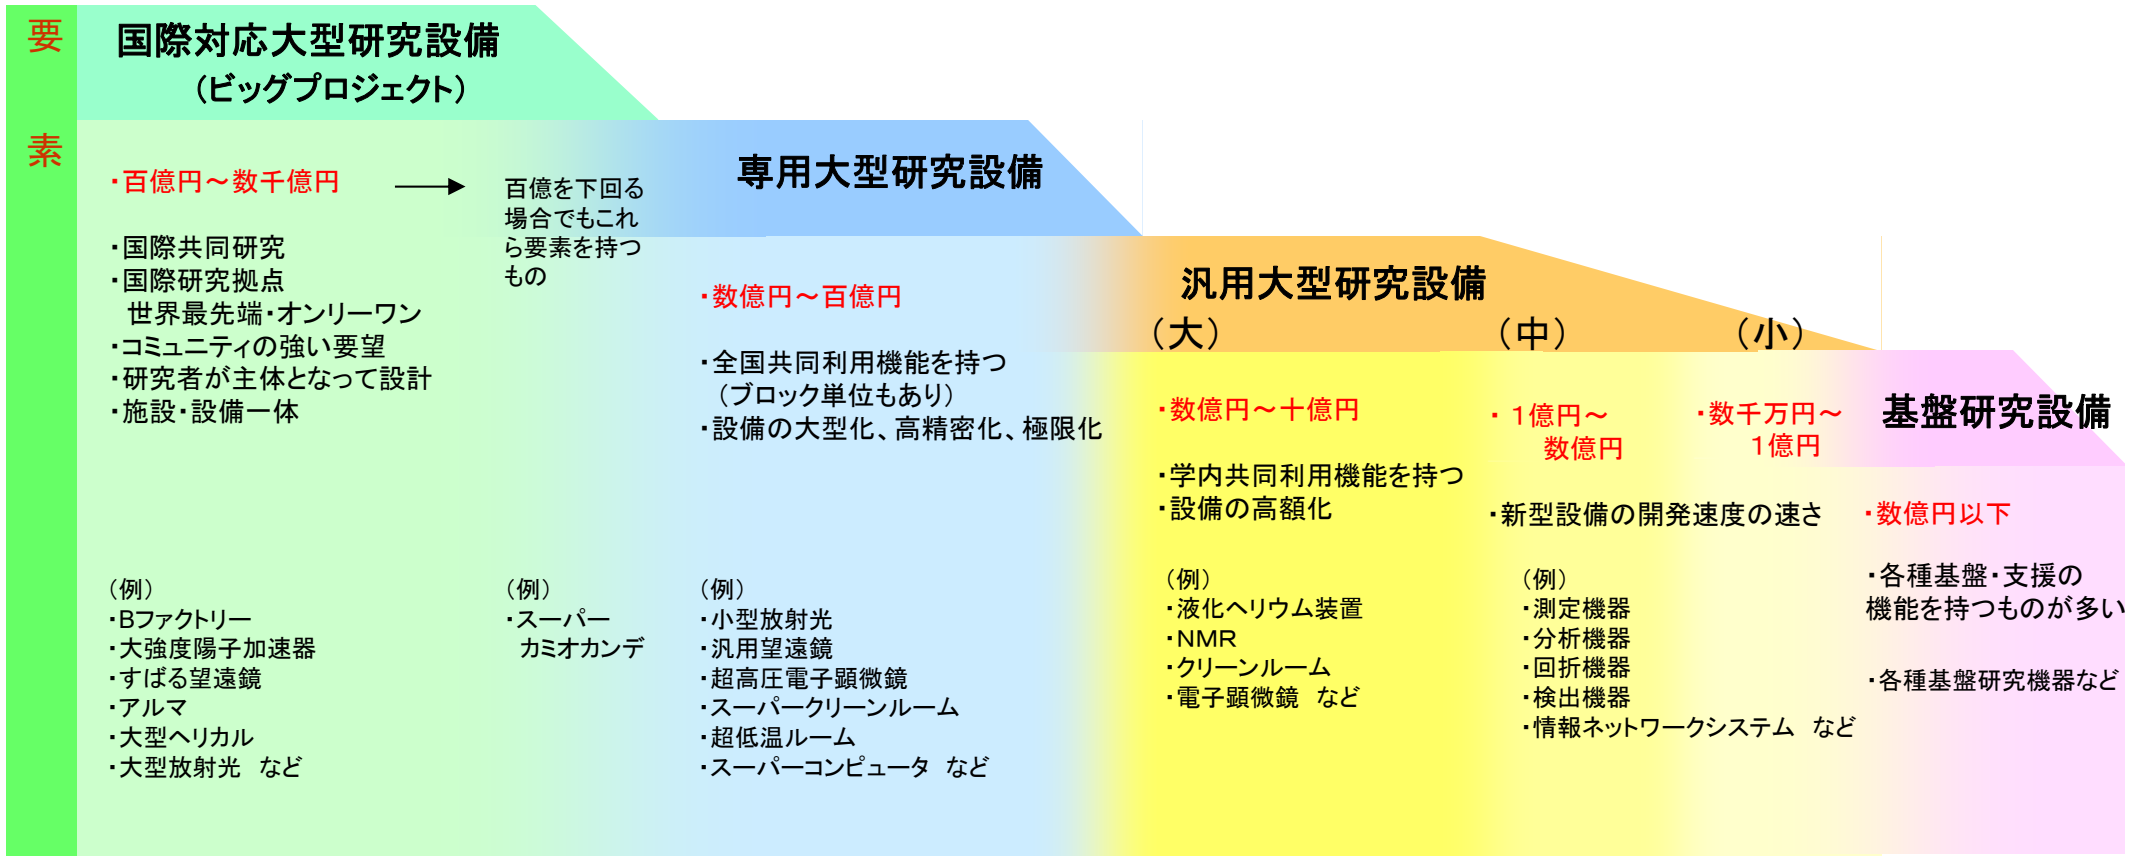 要
素
国際対応大型研究設備
（ビッグプロジェクト）
・百億円～数千億円
・国際共同研究
・国際研究拠点
世界最先端・オンリーワン
・コミュニティの強い要望
・研究者が主体となって設計
・施設・設備一体
（例）
・Bファクトリー
・大強度陽子加速器
・すばる望遠鏡
・アルマ
・大型ヘリカル
・大型放射光　など
百億を下回る
場合でもこれ
ら要素を持つ
もの
（例）
・スーパー
カミオカンデ
専用大型研究設備
・数億円～百億円
・全国共同利用機能を持つ
（ブロック単位もあり）
・設備の大型化、高精密化、極限化
（例）
・小型放射光
・汎用望遠鏡
・超高圧電子顕微鏡
・スーパークリーンルーム
・超低温ルーム
・スーパーコンピュータ　など
汎用大型研究設備
（大）
・数億円～十億円
・学内共同利用機能を持つ
・設備の高額化
（例）
・液化ヘリウム装置
・NMR
・クリーンルーム
・電子顕微鏡　など
（中）
・１億円～
数億円
（小）
・数千万円～
１億円
・新型設備の開発速度の速さ
（例）
・測定機器
・分析機器
・回折機器
・検出機器
・情報ネットワークシステム　など
基盤研究設備
・数億円以下
・各種基盤・支援の
機能を持つものが多い
・各種基盤研究機器など